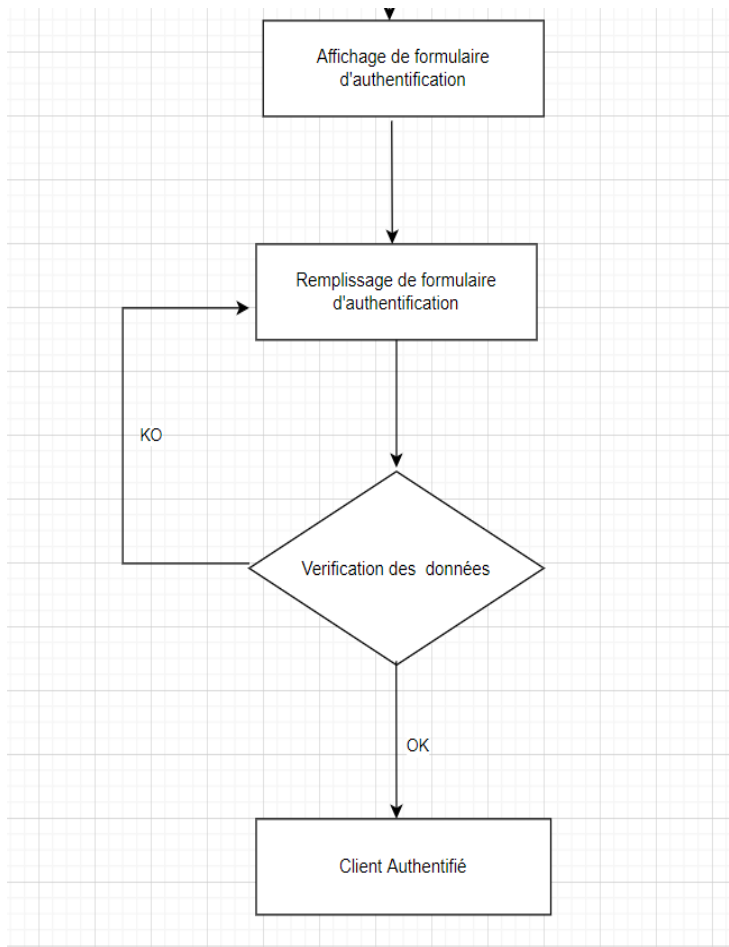 Affichage de formulaire
d'authentification
Remplissage de formulaire
d'authentification
KO
Verification des données
OK
Client Authentifié